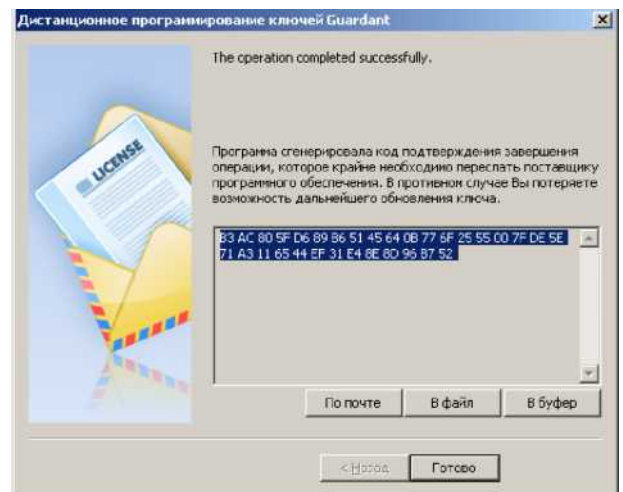 Дистанционное программирование ключей Guardant
The operation completed successfully.
LICENSE
Программа сгенерировала код подтверждения завершения
операции, которое крайне необходимо переслать поставщику
программного обеспечения. В противном случае Вы потеряете
возможность дальнейшего обновления ключа.
B3 AC 80 5F D6 89 B6 51 45 64 0B 77 6F 25 55 00 7F DE 5E
71 A3 11 65 44 EF 31 E4 8E 8D 96 B7 52
По почте В файл В буфер
< Назад Готово